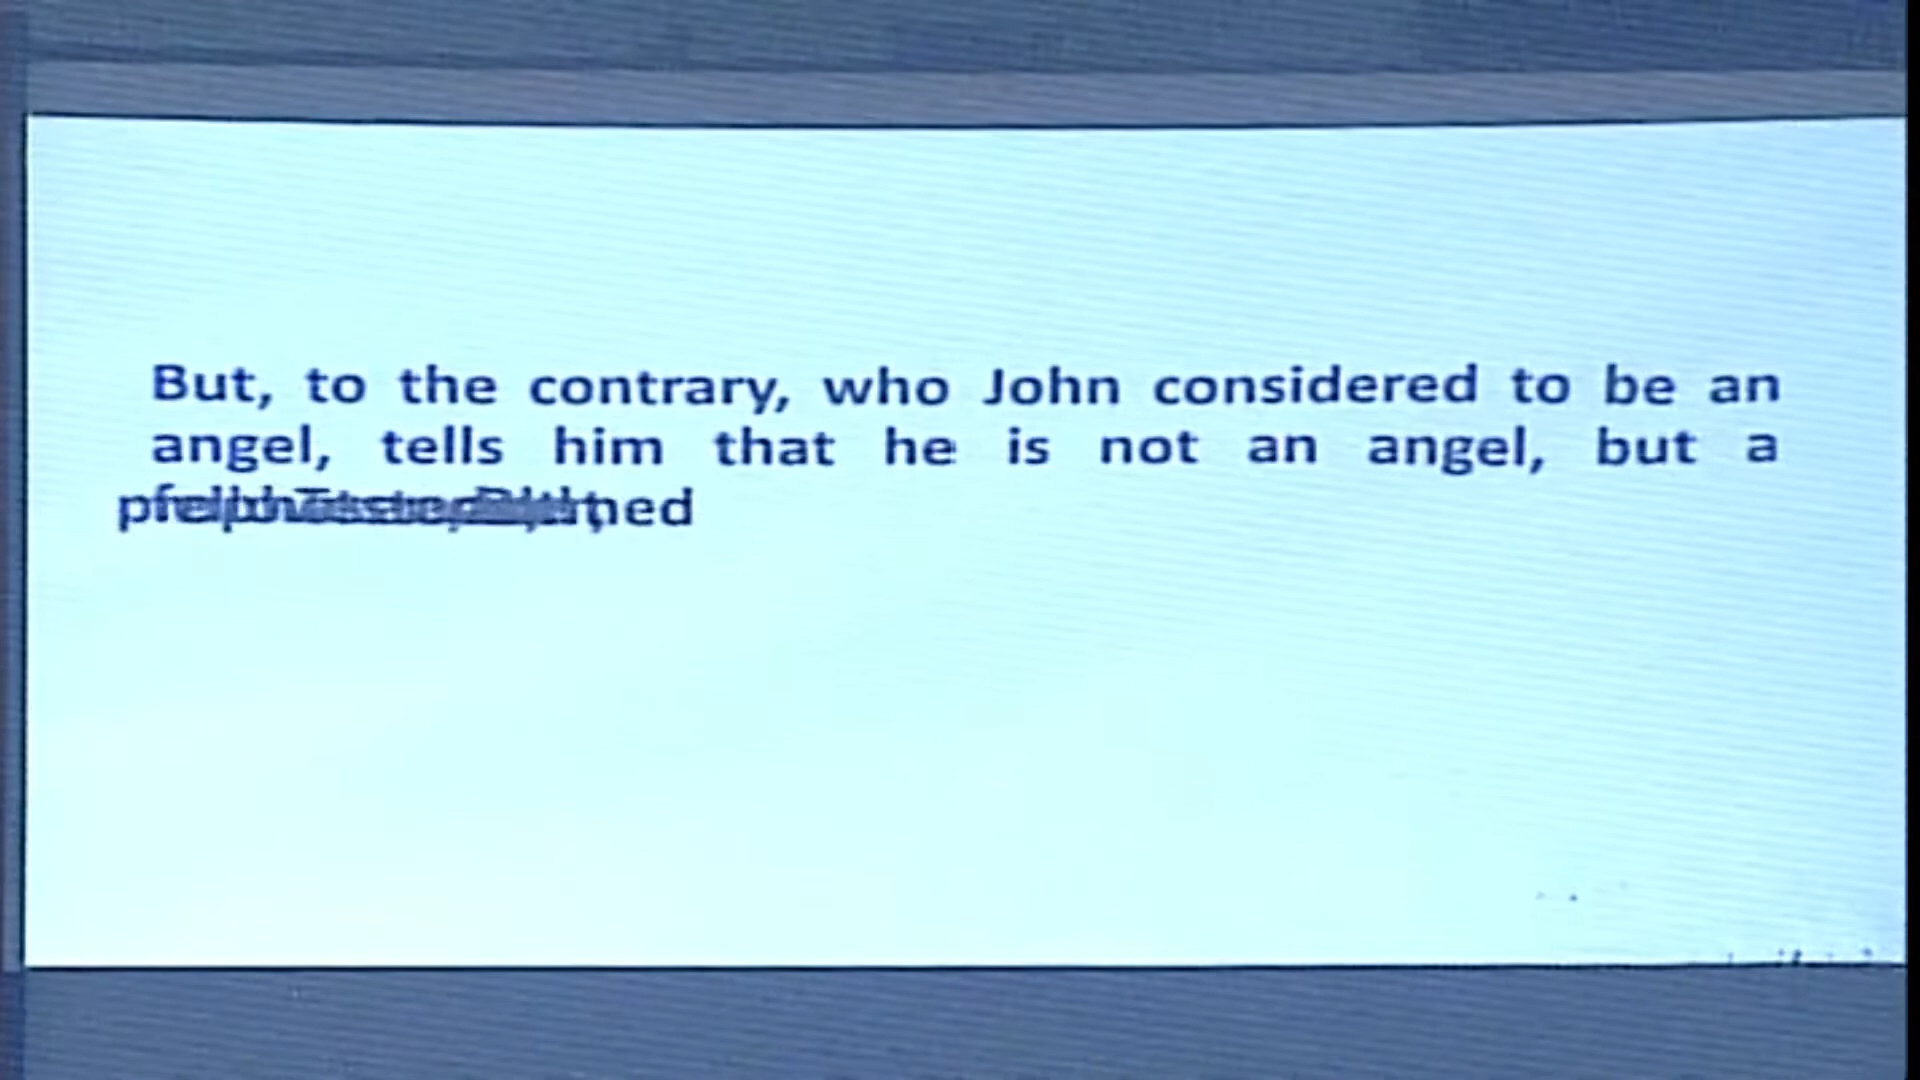 But, to the contrary, who John considered to be an
angel, tells him that he is not an angel, but a